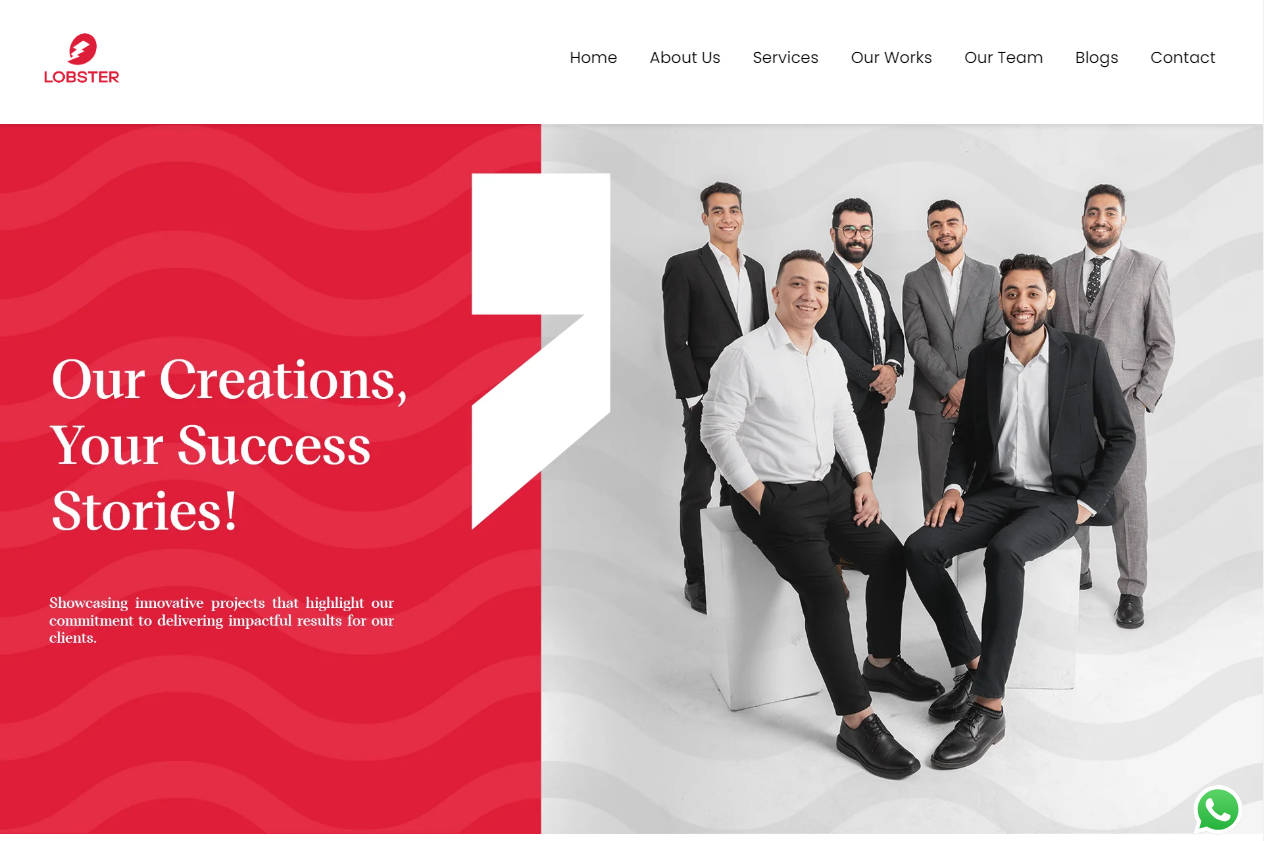 LOBSTER
Home About Us Services Our Works Our Team Blogs Contact
Our Creations,
Your Success
Stories!
Showcasing innovative projects that highlight our
commitment to delivering impactful results for our
clients.